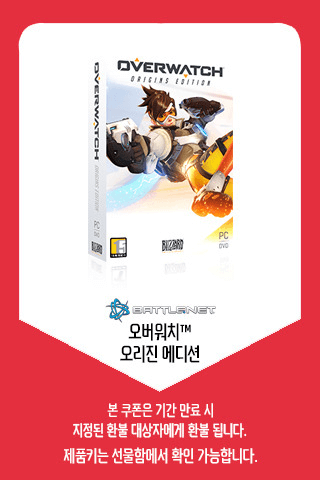 OVERWATCH
ORIGINS EDITION
OVERWATCH
ORIGINS EDITION
BLIZZARD
BLIZZARD
PC
DVD
BATTLE.NET
오버워치™
오리진 에디션
본 쿠폰은 기간 만료 시
지정된 환불 대상자에게 환불 됩니다.
제품키는 선물함에서 확인 가능합니다.